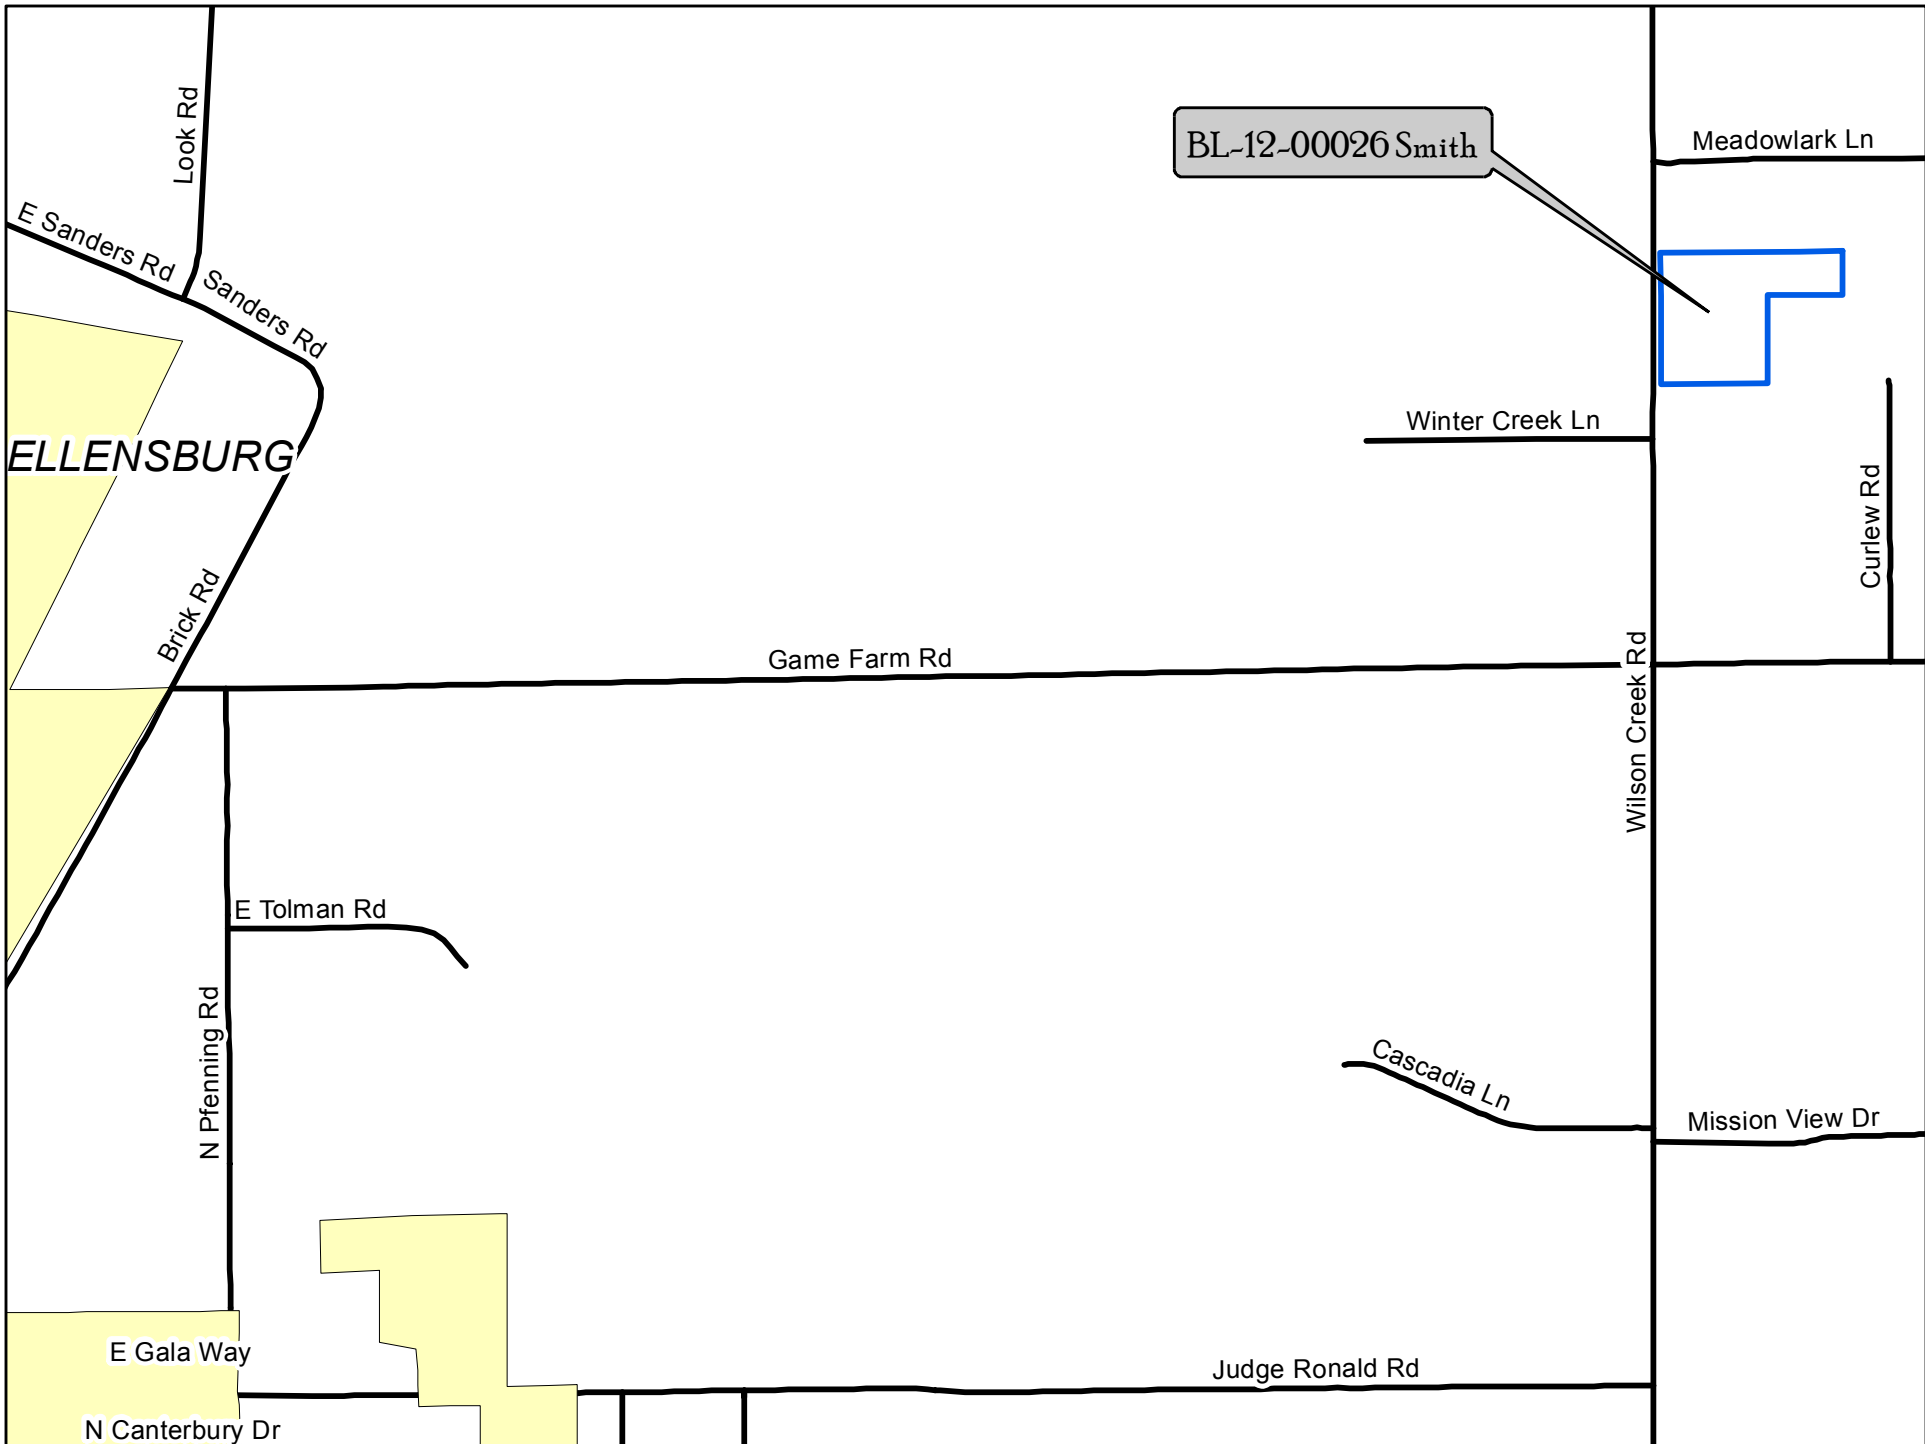 Look Rd
BL-12-00026 Smith
Meadowlark Ln
E Sanders Rd
Sanders Rd
ELLENSBURG
Winter Creek Ln
Curlew Rd
Brick Rd
Game Farm Rd
Wilson Creek Rd
E Tolman Rd
N Pfenning Rd
Cascadia Ln
Mission View Dr
E Gala Way
Judge Ronald Rd
N Canterbury Dr